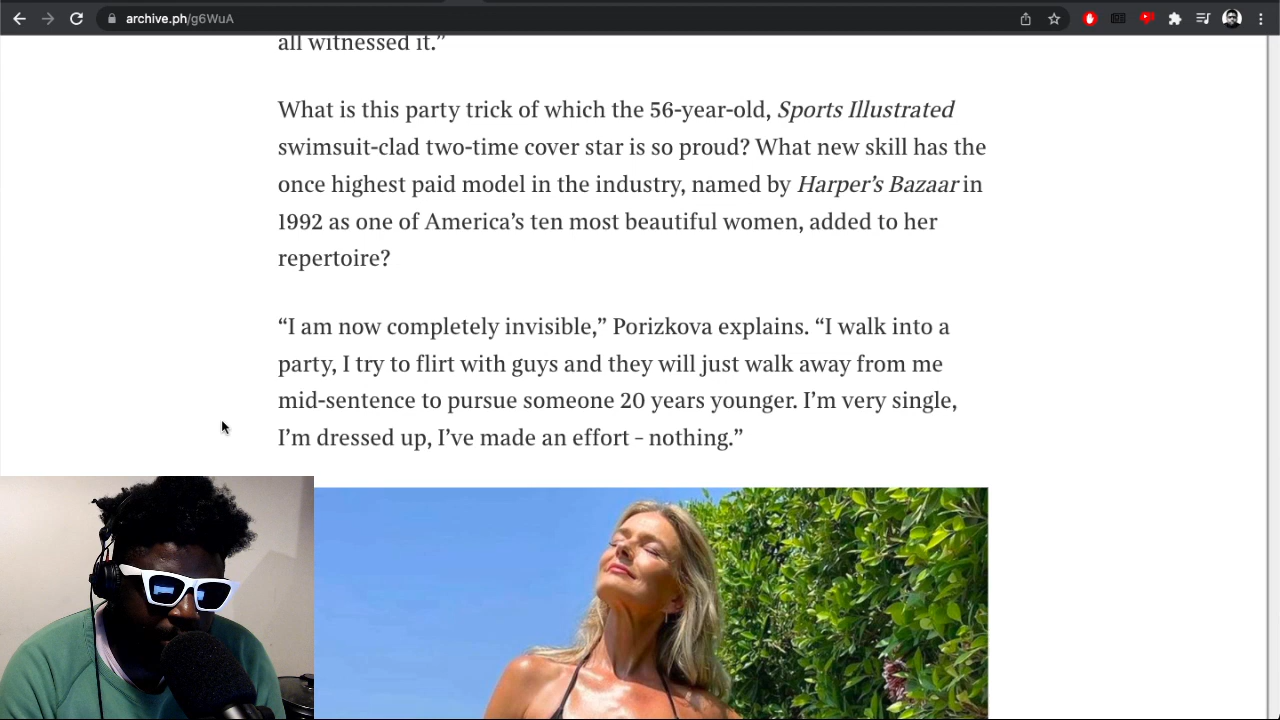 archive.ph/g6WuA
all witnessed it.”
What is this party trick of which the 56-year-old, Sports Illustrated
swimsuit-clad two-time cover star is so proud? What new skill has the
once highest paid model in the industry, named by Harper’s Bazaar in
1992 as one of America’s ten most beautiful women, added to her
repertoire?
“I am now completely invisible,” Porizkova explains. “I walk into a
party, I try to flirt with guys and they will just walk away from me
mid-sentence to pursue someone 20 years younger. I’m very single,
I’m dressed up, I’ve made an effort – nothing.”